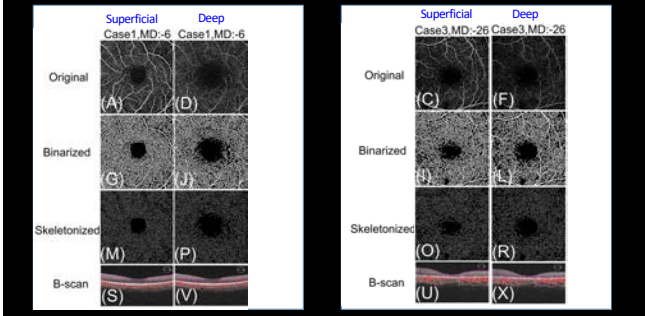 Superficial Deep
Case1,MD:-6 Case1,MD:-6
Original
(A) (D)
Binarized
(G) (J)
Skeletonized
(M) (P)
B-scan
(S) (V)
Superficial Deep
Case3,MD:-26 Case3,MD:-26
Original
(C) (F)
Binarized
(I) (L)
Skeletonized
(O) (R)
B-scan
(U) (X)